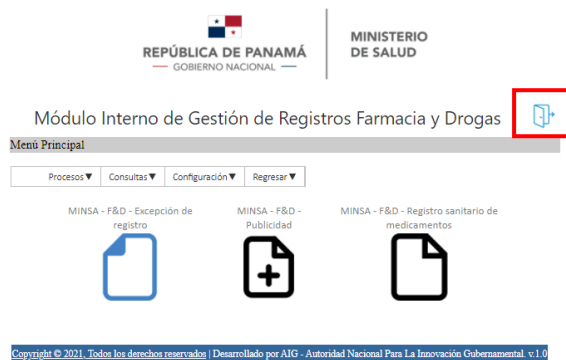 REPÚBLICA DE PANAMÁ
GOBIERNO NACIONAL
MINISTERIO
DE SALUD
Módulo Interno de Gestión de Registros Farmacia y Drogas
Menú Principal
Procesos▼ Consultas▼ Configuración▼ Regresar▼
MINSA - F&D - Excepción de
registro
MINSA - F&D -
Publicidad
MINSA - F&D - Registro sanitario de
medicamentos
Copyright © 2021, Todos los derechos reservados | Desarrollado por AIG - Autoridad Nacional Para La Innovación Gubernamental. v.1.0